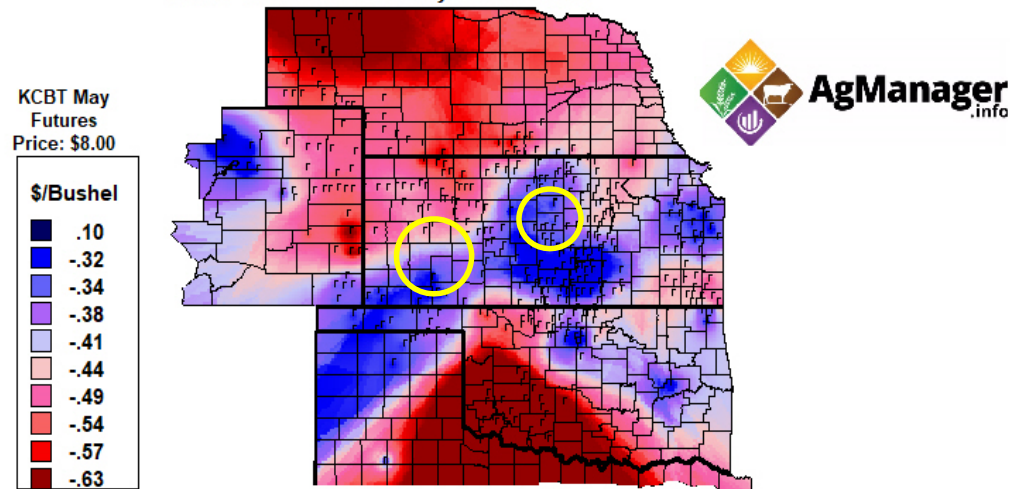 KCBT May
Futures
Price: $8.00
$/Bushel
.10
-.32
-.34
-.38
-.41
-.44
-.49
-.54
-.57
-.63
AgManager
.info